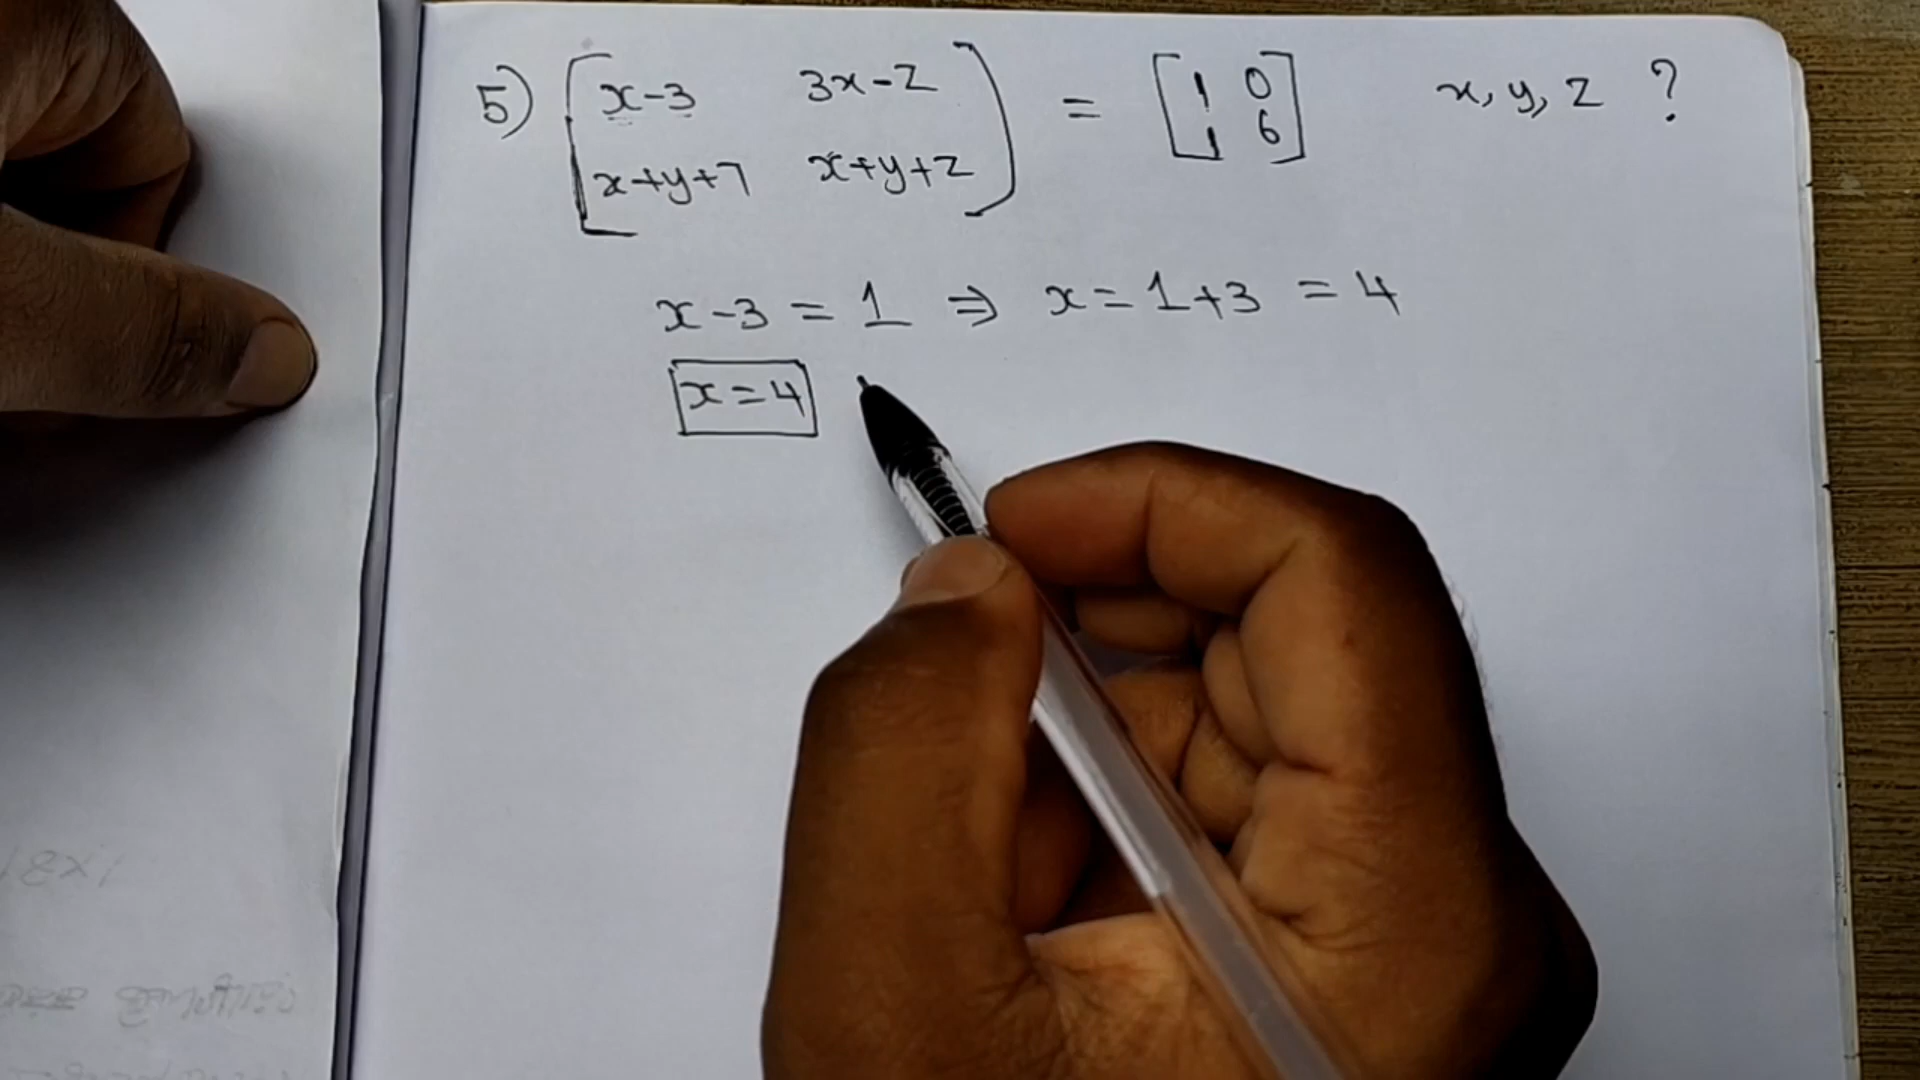 5) [x-3 3x-z) = [1 0] x, y, z ?
[x+y+7 x+y+z) [1 6]
x-3 = 1 ⇒ x = 1+3 = 4
x = 4